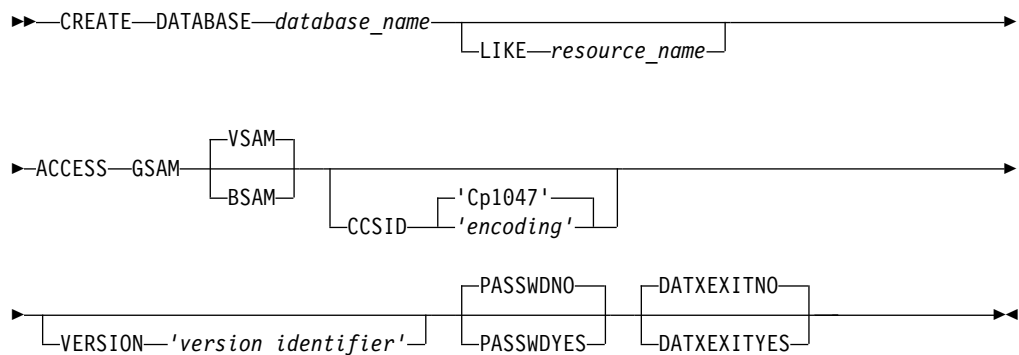 CREATE DATABASE database_name
LIKE resource_name
ACCESS GSAM VSAM
BSAM
CCSID 'Cp1047'
'encoding'
VERSION 'version identifier'
PASSWDNO
PASSWDYES
DATXEXITNO
DATXEXITYES